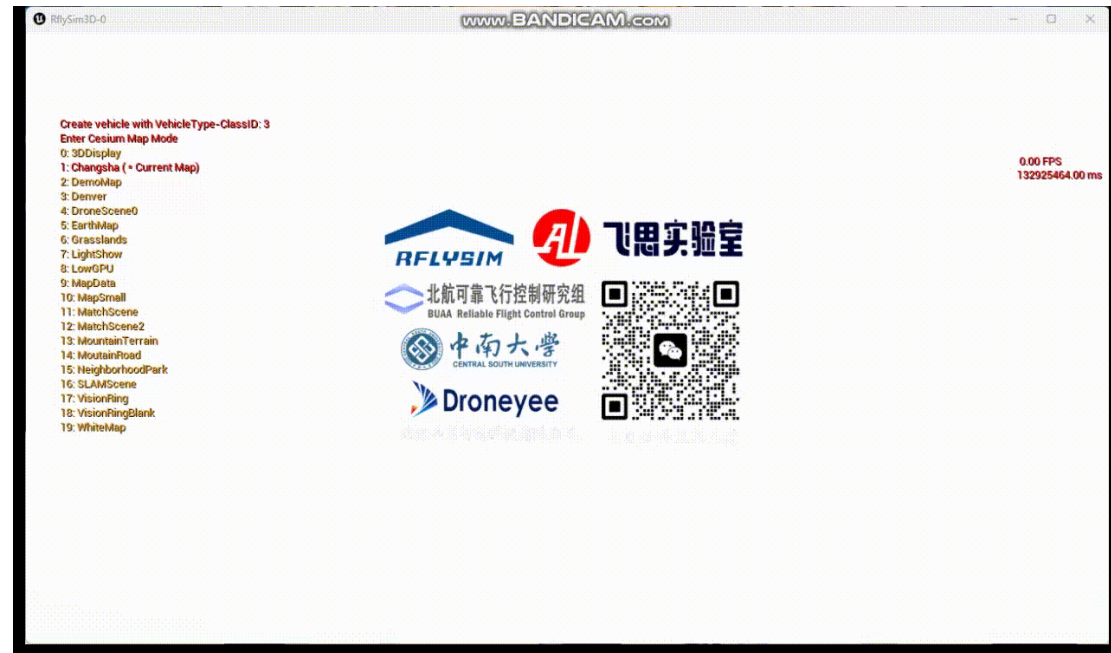 RflySim3D-0
www.BANDICAM.com
Create vehicle with VehicleType-ClassID: 3
Enter Cesium Map Mode
0: 3DDisplay
1: Changsha ( * Current Map)
2: DemoMap
3: Denver
4: DroneScene0
5: EarthMap
6: Grasslands
7: LightShow
8: LowGPU
9: MapData
10: MapSmall
11: MatchScene
12: MatchScene2
13: MountainTerrain
14: MoutainRoad
15: NeighborhoodPark
16: SLAMScene
17: VisionRing
18: VisionRingBlank
19: WhiteMap
0.00 FPS
132925464.00 ms
RFLYSIM
AI 飞思实验室
北航可靠飞行控制研究组
BUAA Reliable Flight Control Group
中南大学
CENTRAL SOUTH UNIVERSITY
Droneyee